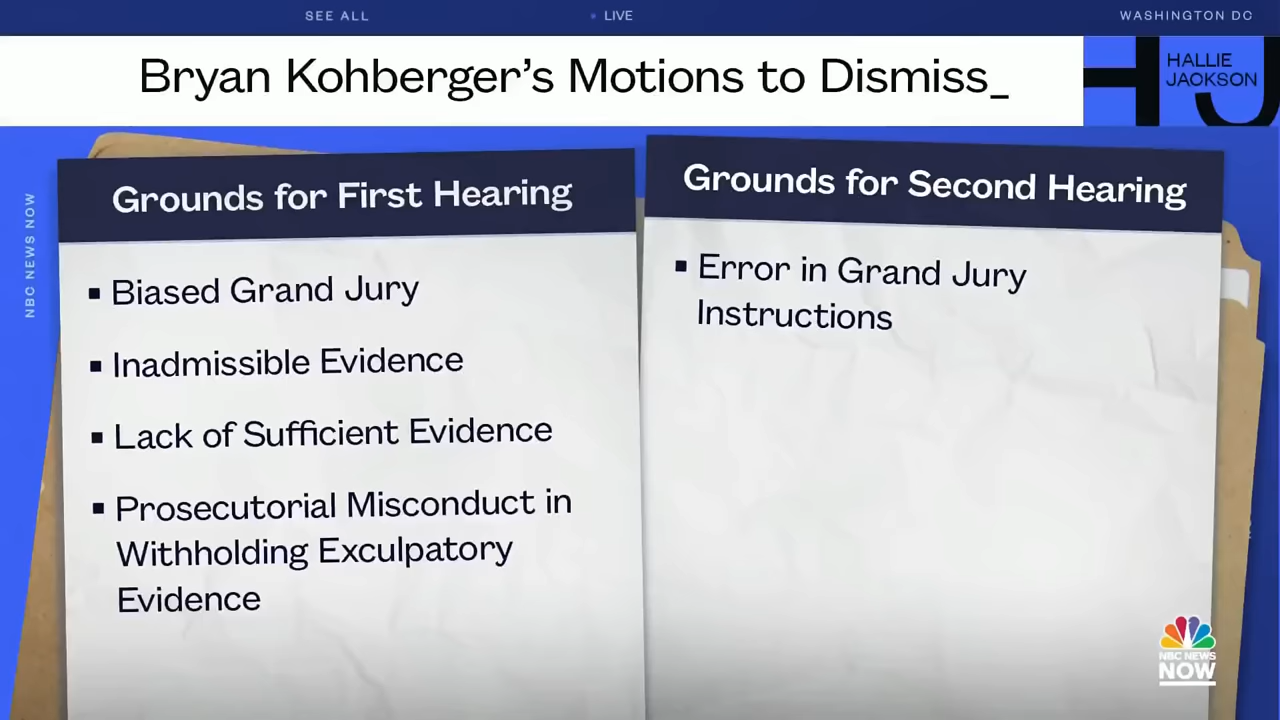 SEE ALL
LIVE
WASHINGTON DC
Bryan Kohberger’s Motions to Dismiss_
HALLIE
JACKSON
HJ
NBC NEWS NOW
Grounds for First Hearing
▪ Biased Grand Jury
▪ Inadmissible Evidence
▪ Lack of Sufficient Evidence
▪ Prosecutorial Misconduct in
Withholding Exculpatory
Evidence
Grounds for Second Hearing
▪ Error in Grand Jury
Instructions
NBC NEWS
NOW